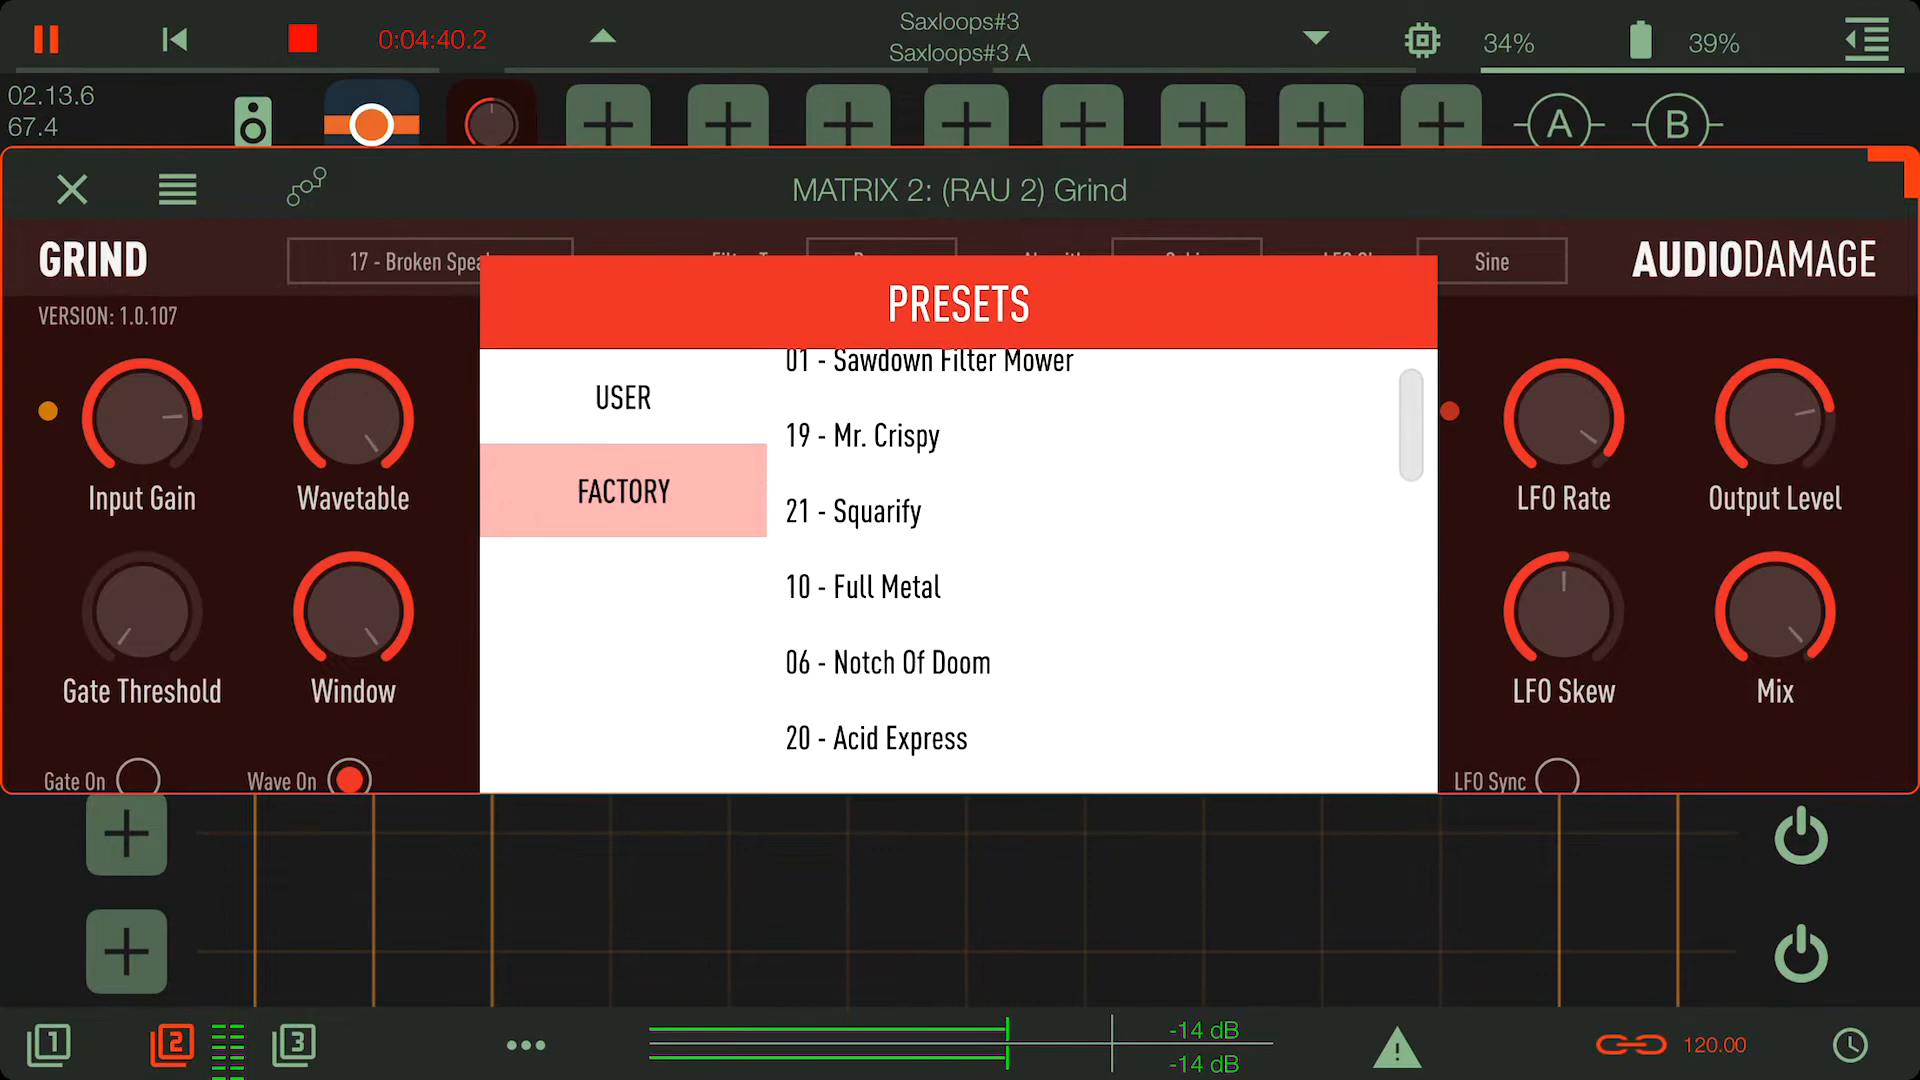 Saxloops#3
0:04:40.2
Saxloops#3 A
34%
39%
02.13.6
67.4
A
B
MATRIX 2: (RAU 2) Grind
GRIND
17 - Broken
Sine
AUDIODAMAGE
VERSION: 1.0.107
PRESETS
01 - Sawdown Filter Mower
USER
19 - Mr. Crispy
FACTORY
21 - Squarify
10 - Full Metal
06 - Notch Of Doom
20 - Acid Express
Input Gain
Wavetable
LFO Rate
Output Level
Gate Threshold
Window
LFO Skew
Mix
Gate On
Wave On
LFO Sync
1
2
3
-14 dB
-14 dB
120.00